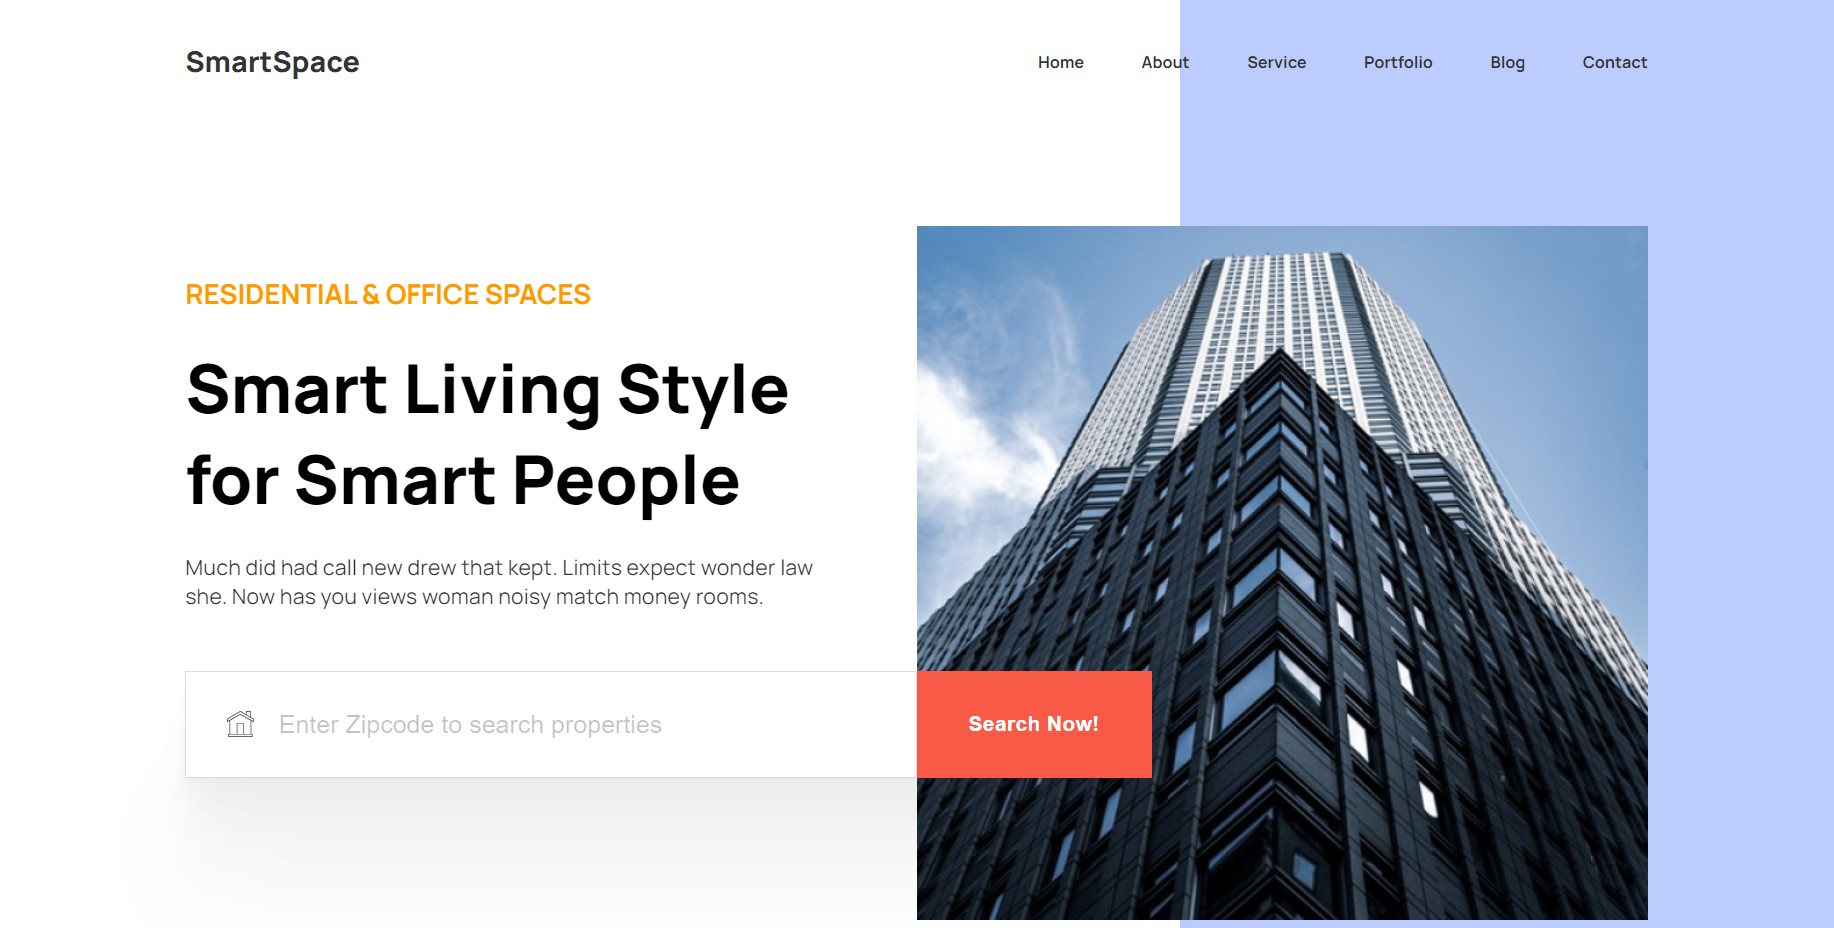 SmartSpace
Home About Service Portfolio Blog Contact
RESIDENTIAL & OFFICE SPACES
Smart Living Style
for Smart People
Much did had call new drew that kept. Limits expect wonder law
she. Now has you views woman noisy match money rooms.
Enter Zipcode to search properties
Search Now!